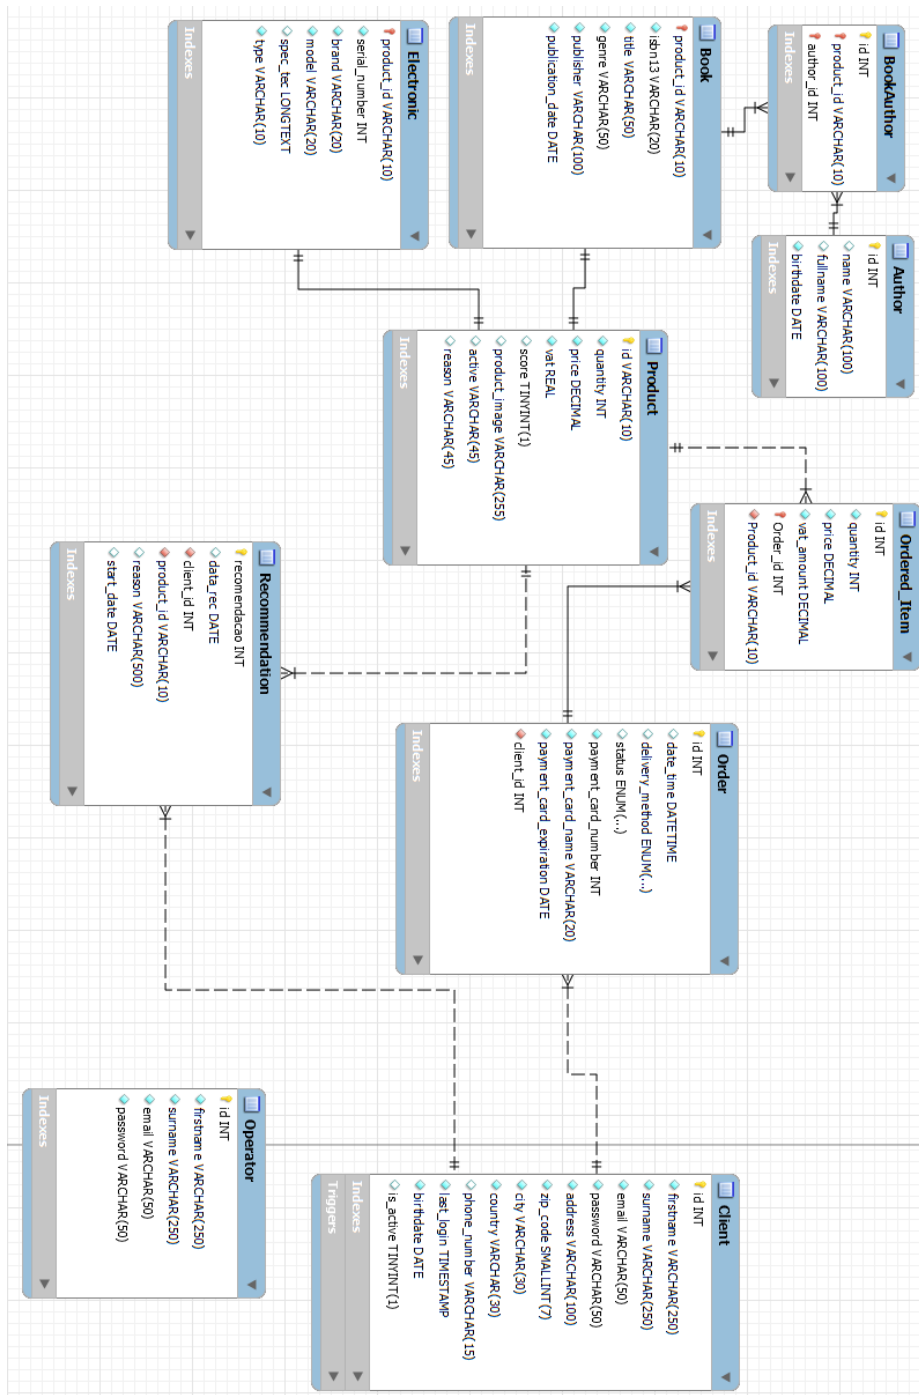 BookAuthor
id INT
product_id VARCHAR(10)
author_id INT
Indexes
Author
id INT
name VARCHAR(100)
fullname VARCHAR(100)
birthdate DATE
Indexes
Book
product_id VARCHAR(10)
isbn13 VARCHAR(20)
title VARCHAR(50)
genre VARCHAR(50)
publisher VARCHAR(100)
publication_date DATE
Indexes
Electronic
product_id VARCHAR(10)
serial_number INT
brand VARCHAR(20)
model VARCHAR(20)
spec_tec LONGTEXT
type VARCHAR(10)
Indexes
Product
id VARCHAR(10)
quantity INT
price DECIMAL
vat REAL
score TINYINT(1)
product_image VARCHAR(255)
active VARCHAR(45)
reason VARCHAR(45)
Indexes
Ordered_Item
id INT
quantity INT
price DECIMAL
vat_amount DECIMAL
Order_id INT
Product_id VARCHAR(10)
Indexes
Recommendation
recomendacao INT
data_rec DATE
client_id INT
product_id VARCHAR(10)
reason VARCHAR(500)
start_date DATE
Indexes
Order
id INT
date_time DATETIME
delivery_method ENUM(...)
status ENUM(...)
payment_card_number INT
payment_card_name VARCHAR(20)
payment_card_expiration DATE
client_id INT
Indexes
Client
id INT
firstname VARCHAR(250)
surname VARCHAR(250)
email VARCHAR(50)
password VARCHAR(50)
address VARCHAR(100)
zip_code SMALLINT(7)
city VARCHAR(30)
country VARCHAR(30)
phone_number VARCHAR(15)
last_login TIMESTAMP
birthdate DATE
is_active TINYINT(1)
Indexes
Triggers
Operator
id INT
firstname VARCHAR(250)
surname VARCHAR(250)
email VARCHAR(50)
password VARCHAR(50)
Indexes